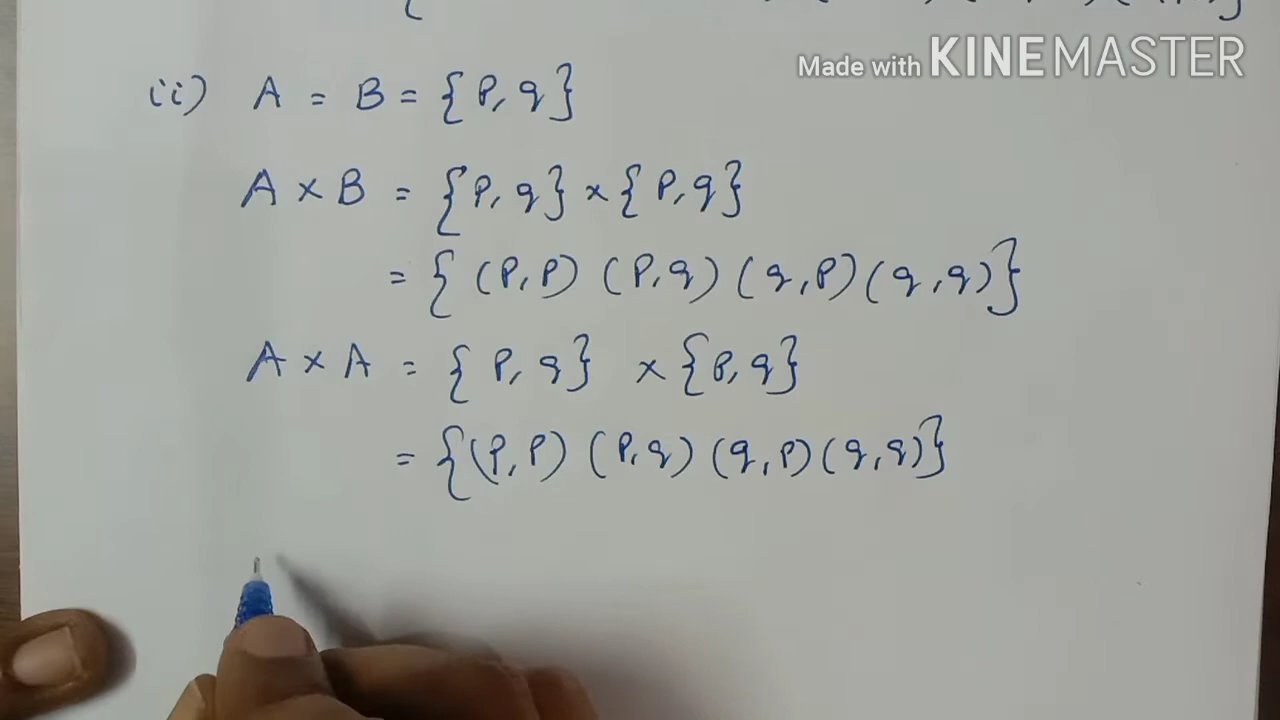 Made with KINEMASTER
ii) A = B = {P, q}
A × B = {P, q} × {P, q}
= { (P, P) (P, q) (q, P) (q, q)}
A × A = { P, q} × {P, q}
= {(P, P) (P, q) (q, P) (q, q)}